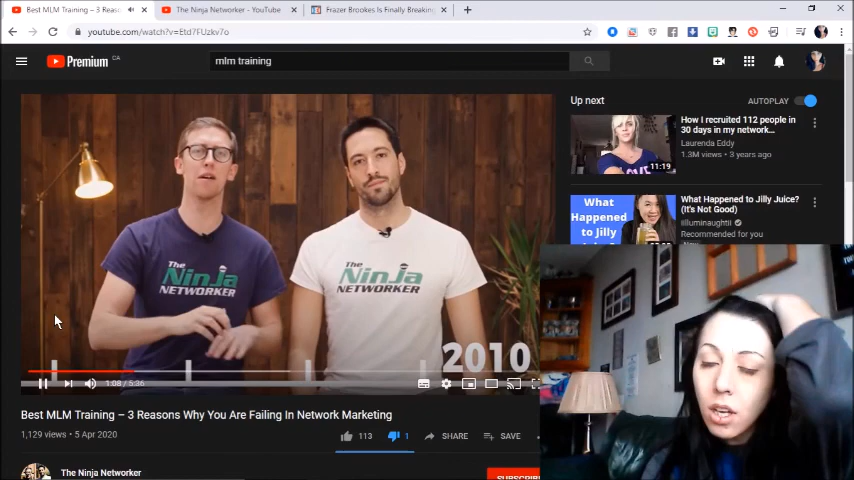 Best MLM Training – 3 Reaso
The Ninja Networker - YouTube
Frazer Brookes Is Finally Breaking
youtube.com/watch?v=Etd7FUzkv7o
Premium CA
mlm training
Up next
AUTOPLAY
How I recruited 112 people in
30 days in my network...
Laurenda Eddy
1.3M views • 3 years ago
11:19
What
Happened
to Jilly
Juice?
What Happened to Jilly Juice?
(It's Not Good)
iilluminaughtii
Recommended for you
The
Ninja
NETWORKER
The
Ninja
NETWORKER
2010
1:08 / 5:36
Best MLM Training – 3 Reasons Why You Are Failing In Network Marketing
1,129 views • 5 Apr 2020
113
1
SHARE
SAVE
The Ninja Networker